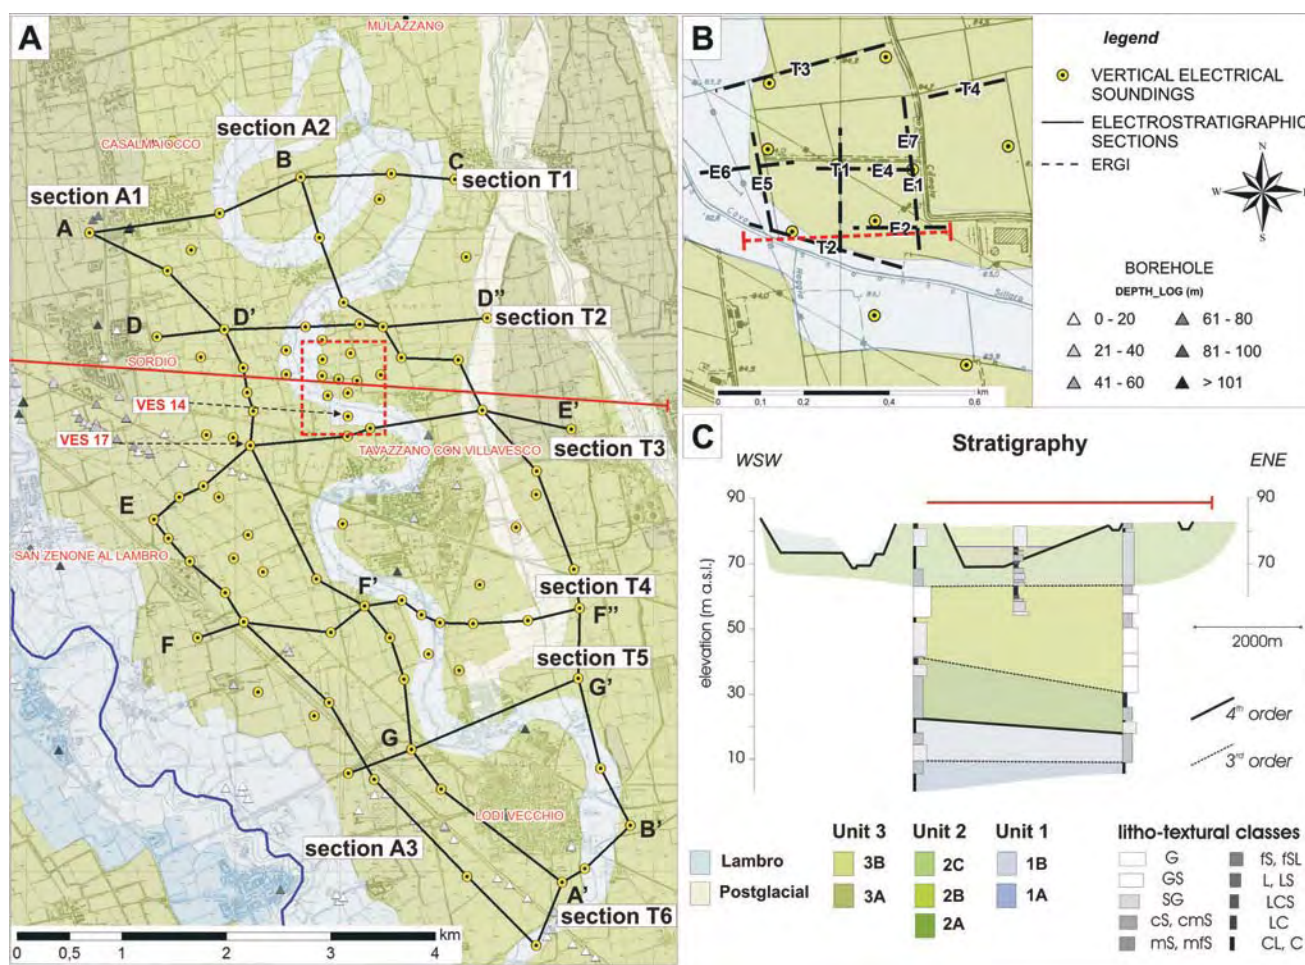 A
MULAZZANO
section A2
CASALMAIOCCO
B
C
section T1
section A1
A
D"
section T2
D
D'
SORDIO
VES 14
E'
section T3
VES 17
TAVAZZANO CON VILLAVESCO
E
SAN ZENONE AL LAMBRO
section T4
F'
F"
F
section T5
G'
G
LODI VECCHIO
B'
section A3
A'
section T6
km
0 0,5 1 2 3 4
B
T3
T4
E7
E6
E5
T1
E4
E1
E2
T2
Cavo
Sillaro
km
0 0,1 0,2 0,4 0,6
legend
VERTICAL ELECTRICAL
SOUNDINGS
ELECTROSTRATIGRAPHIC
SECTIONS
ERGI
N
W E
S
BOREHOLE
DEPTH_LOG (m)
0 - 20 61 - 80
21 - 40 81 - 100
41 - 60 > 101
C
Stratigraphy
WSW ENE
90 90
70 70
50
30
10
elevation (m a.s.l.)
2000m
4th order
3rd order
Unit 3 Unit 2 Unit 1
Lambro 3B 2C 1B
Postglacial 3A 2B 1A
2A
litho-textural classes
G fS, fSL
GS L, LS
SG LCS
cS, cmS LC
mS, mfS CL, C